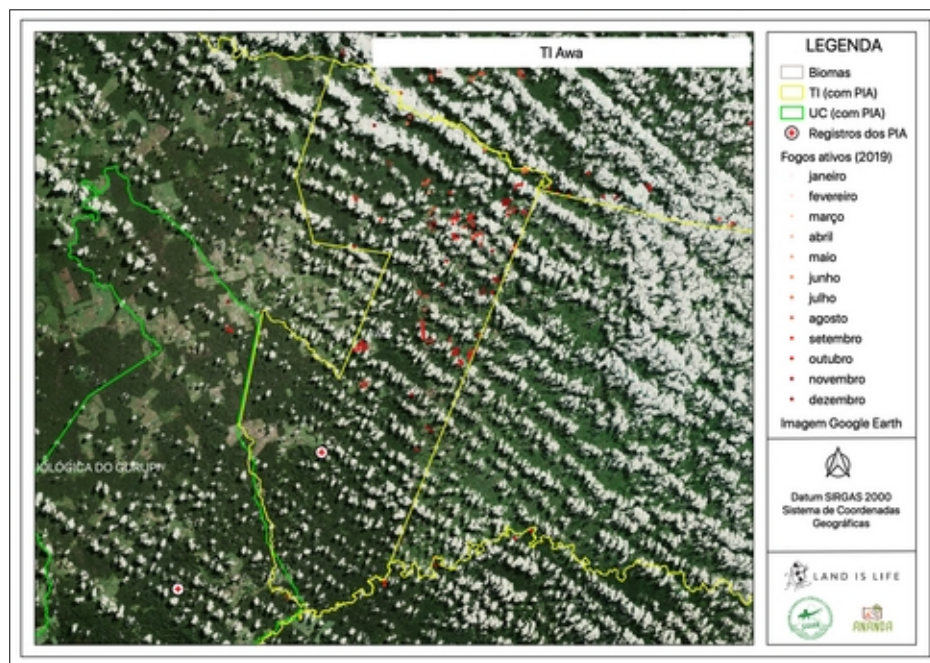 TI Awa
LEGENDA
Biomas
TI (com PIA)
UC (com PIA)
Registros dos PIA
Fogos ativos (2019)
janeiro
fevereiro
março
abril
maio
junho
julho
agosto
setembro
outubro
novembro
dezembro
Imagem Google Earth
IOLÓGICA DO GURUPI
Datum SIRGAS 2000
Sistema de Coordenadas
Geográficas
LAND IS LIFE
ANANDA